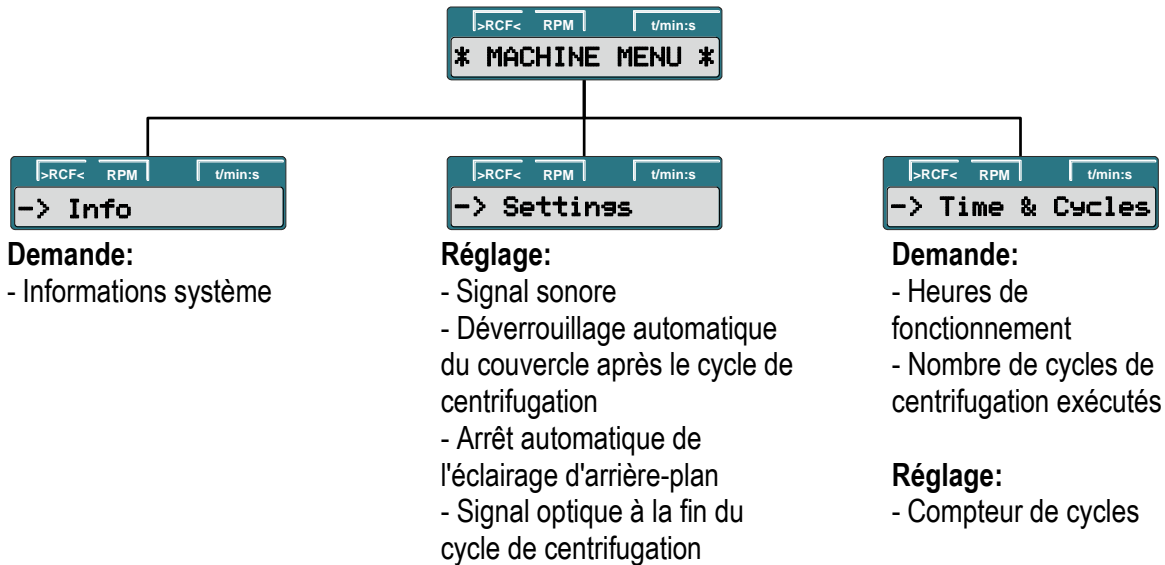 >RCF< RPM t/min:s
* MACHINE MENU *
>RCF< RPM t/min:s
-> Info
Demande:
- Informations système
>RCF< RPM t/min:s
-> Settings
Réglage:
- Signal sonore
- Déverrouillage automatique
du couvercle après le cycle de
centrifugation
- Arrêt automatique de
l'éclairage d'arrière-plan
- Signal optique à la fin du
cycle de centrifugation
>RCF< RPM t/min:s
-> Time & Cycles
Demande:
- Heures de
fonctionnement
- Nombre de cycles de
centrifugation exécutés
Réglage:
- Compteur de cycles